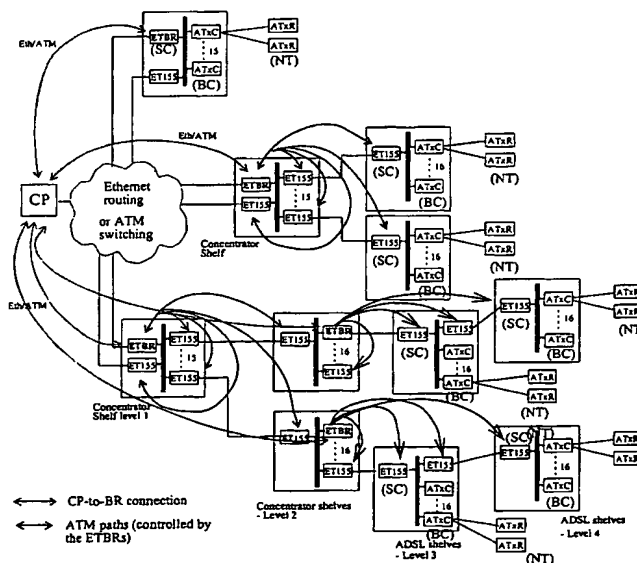 Eth/ATM
ETBR
(SC)
ATxC
15
ATxC
(BC)
ET155
ATxR
ATxR
(NT)
Eth/ATM
CP
Ethernet
routing
or ATM
switching
ETBR
ET155
ET155
15
ET155
Concentrator
Shelf
ET155
(SC)
ATxC
16
ATxC
(BC)
ATxR
ATxR
(NT)
ET155
(SC)
ATxC
16
ATxC
(BC)
ATxR
ATxR
(NT)
Eth/ATM
ETBR
ET155
ET155
15
ET155
Concentrator
Shelf level 1
ET155
ETBR
16
ET155
ET155
(SC)
ET155
ATxC
16
ATxC
(BC)
ATxR
ATxR
(NT)
ET155
(SC)
ATxC
16
ATxC
(BC)
ATxR
ATxR
(NT)
ET155
ETBR
16
ET155
Concentrator shelves
- Level 2
ET155
(SC)
ET155
ATxC
16
ATxC
(BC)
ADSL shelves
- Level 3
ATxR
ATxR
(NT)
(SC)
ET155
ATxC
16
ATxC
(BC)
ATxR
ATxR
ADSL shelves
- Level 4
CP-to-BR connection
ATM paths (controlled by
the ETBRs)